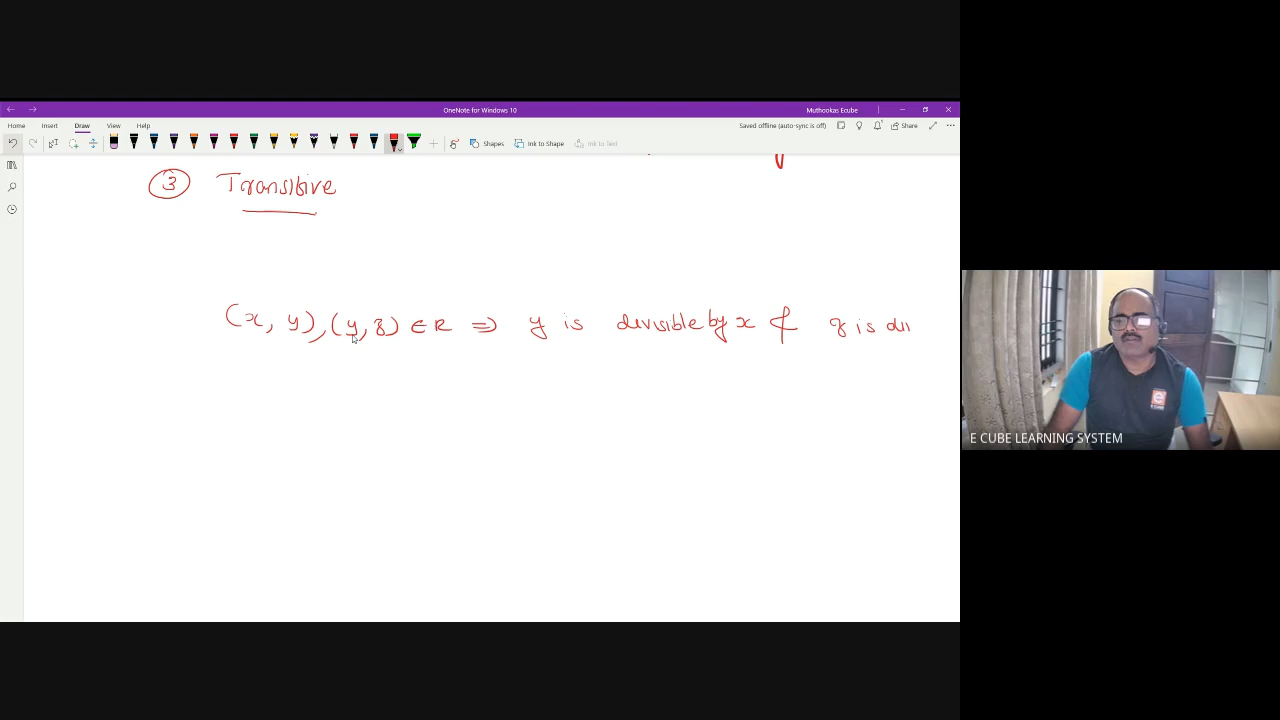 OneNote for Windows 10
Muthookas Ecube
Home Insert Draw View Help
Saved offline (auto-sync is off)
Share
Shapes Ink to Shape Ink to Text
3 Transitive
(x, y),(y,z) ∈ R ⇒ y is divisible by x & z is di
e
E CUBE
E CUBE LEARNING SYSTEM